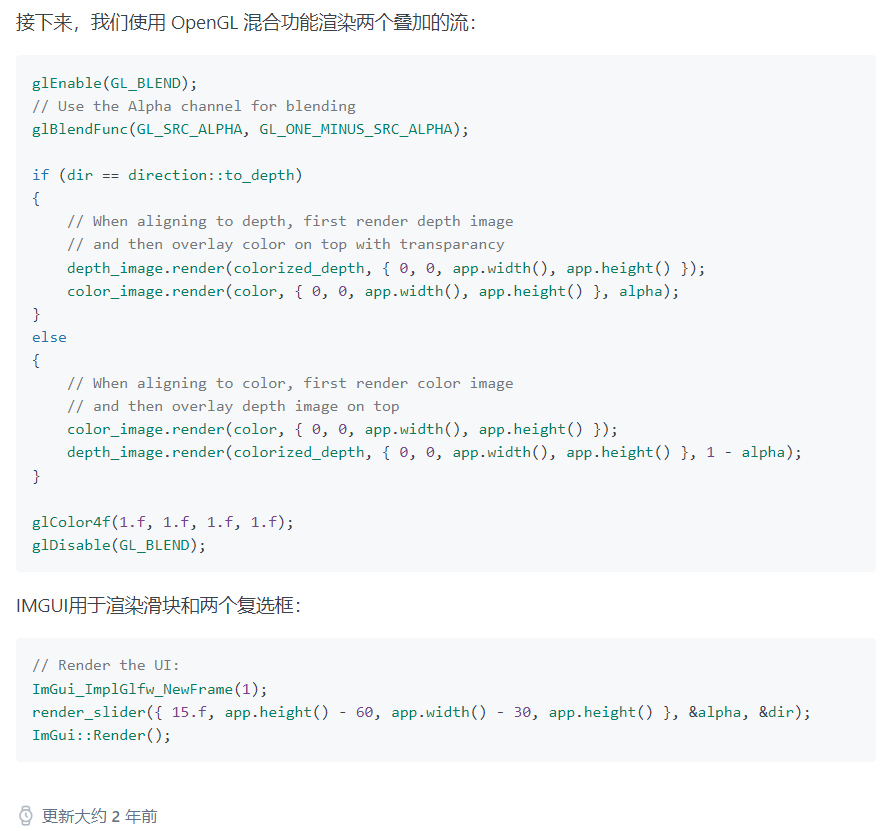 接下来，我们使用 OpenGL 混合功能渲染两个叠加的流：
glEnable(GL_BLEND);
// Use the Alpha channel for blending
glBlendFunc(GL_SRC_ALPHA, GL_ONE_MINUS_SRC_ALPHA);

if (dir == direction::to_depth)
{
    // When aligning to depth, first render depth image
    // and then overlay color on top with transparancy
    depth_image.render(colorized_depth, { 0, 0, app.width(), app.height() });
    color_image.render(color, { 0, 0, app.width(), app.height() }, alpha);
}
else
{
    // When aligning to color, first render color image
    // and then overlay depth image on top
    color_image.render(color, { 0, 0, app.width(), app.height() });
    depth_image.render(colorized_depth, { 0, 0, app.width(), app.height() }, 1 - alpha);
}

glColor4f(1.f, 1.f, 1.f, 1.f);
glDisable(GL_BLEND);
IMGUI用于渲染滑块和两个复选框：
// Render the UI:
ImGui_ImplGlfw_NewFrame(1);
render_slider({ 15.f, app.height() - 60, app.width() - 30, app.height() }, &alpha, &dir);
ImGui::Render();
更新大约 2 年前